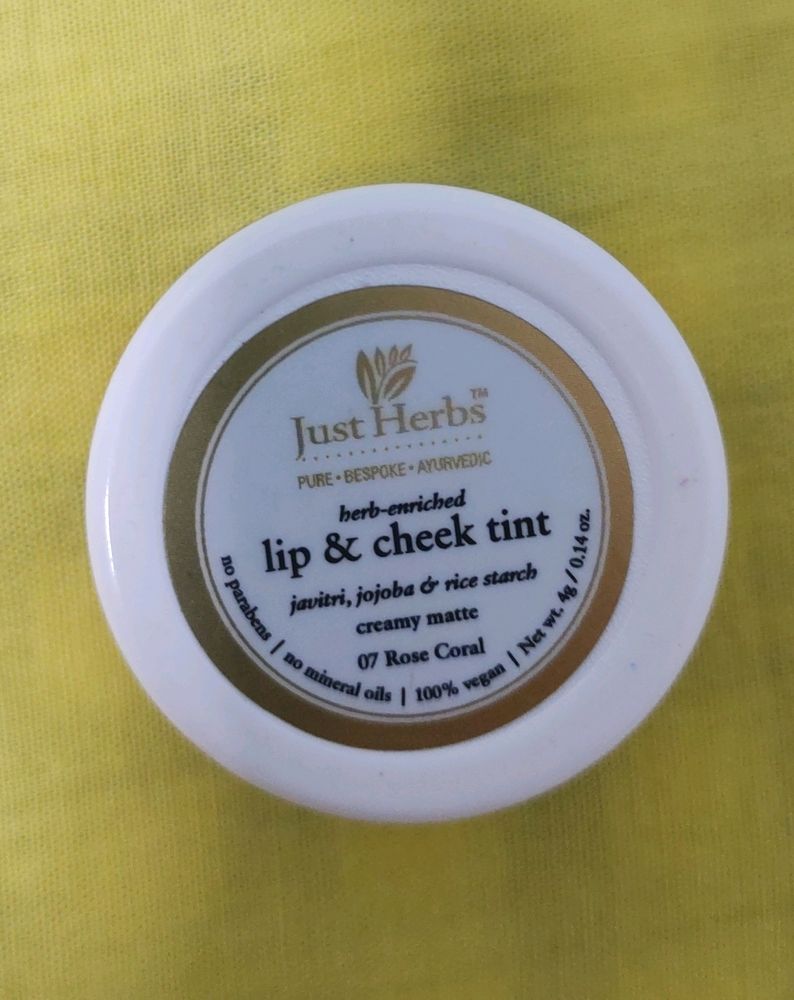 Just Herbs™
PURE • BESPOKE • AYURVEDIC
herb-enriched
lip & cheek tint
javitri, jojoba & rice starch
creamy matte
07 Rose Coral
no parabens | no mineral oils | 100% vegan | Net wt. 4g / 0.14 oz.